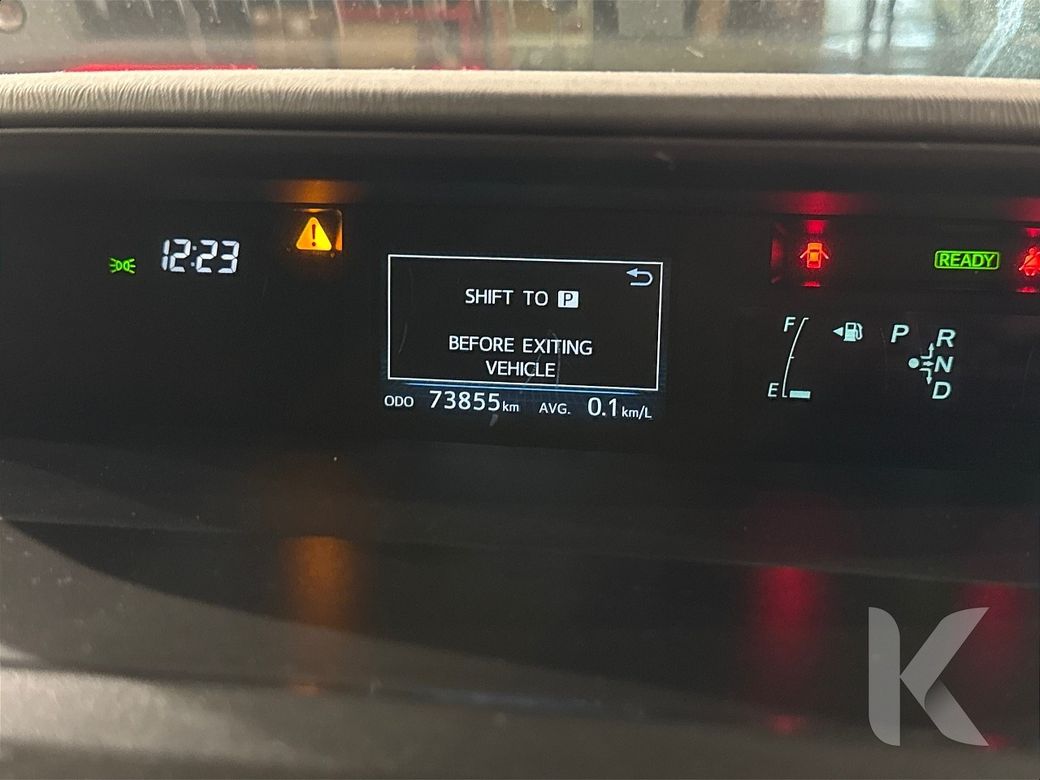 12:23
SHIFT TO P
BEFORE EXITING
VEHICLE
ODO 73855km AVG. 0.1km/L
READY
F
E
P
R
N
D
K